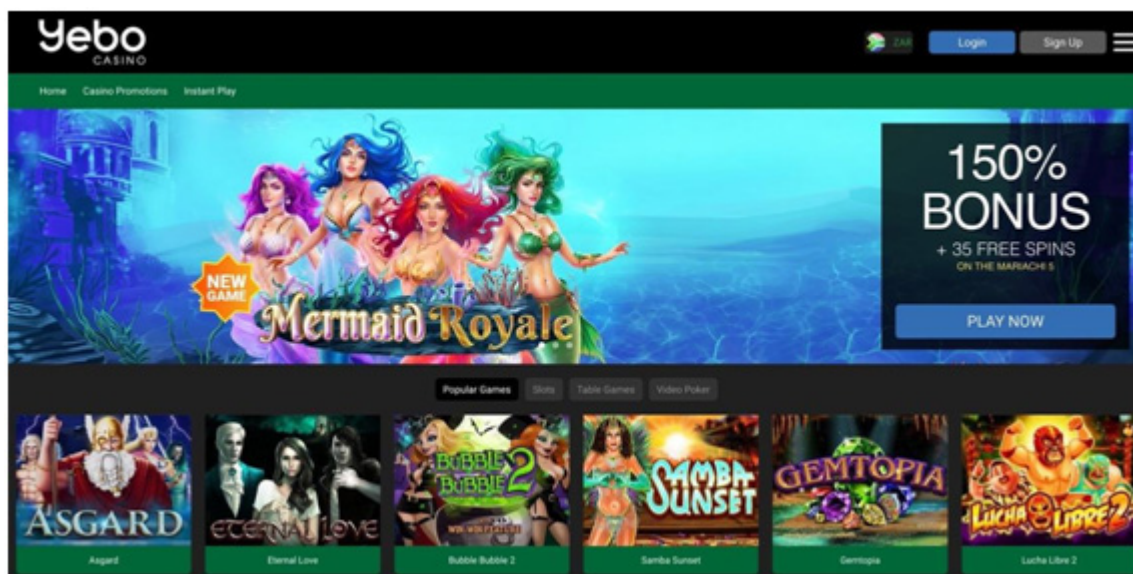 Yebo
CASINO
ZAR
Login
Sign Up
Home
Casino Promotions
Instant Play
NEW
GAME
Mermaid Royale
150%
BONUS
+ 35 FREE SPINS
ON THE MARIACHI 5
PLAY NOW
Popular Games
Slots
Table Games
Video Poker
ASGARD
ETERNAL LOVE
BUBBLE
BUBBLE 2
SAMBA
SUNSET
GEMTOPIA
LUCHA LIBRE 2
Asgard
Eternal Love
Bubble Bubble 2
Samba Sunset
Gemtopia
Lucha Libre 2